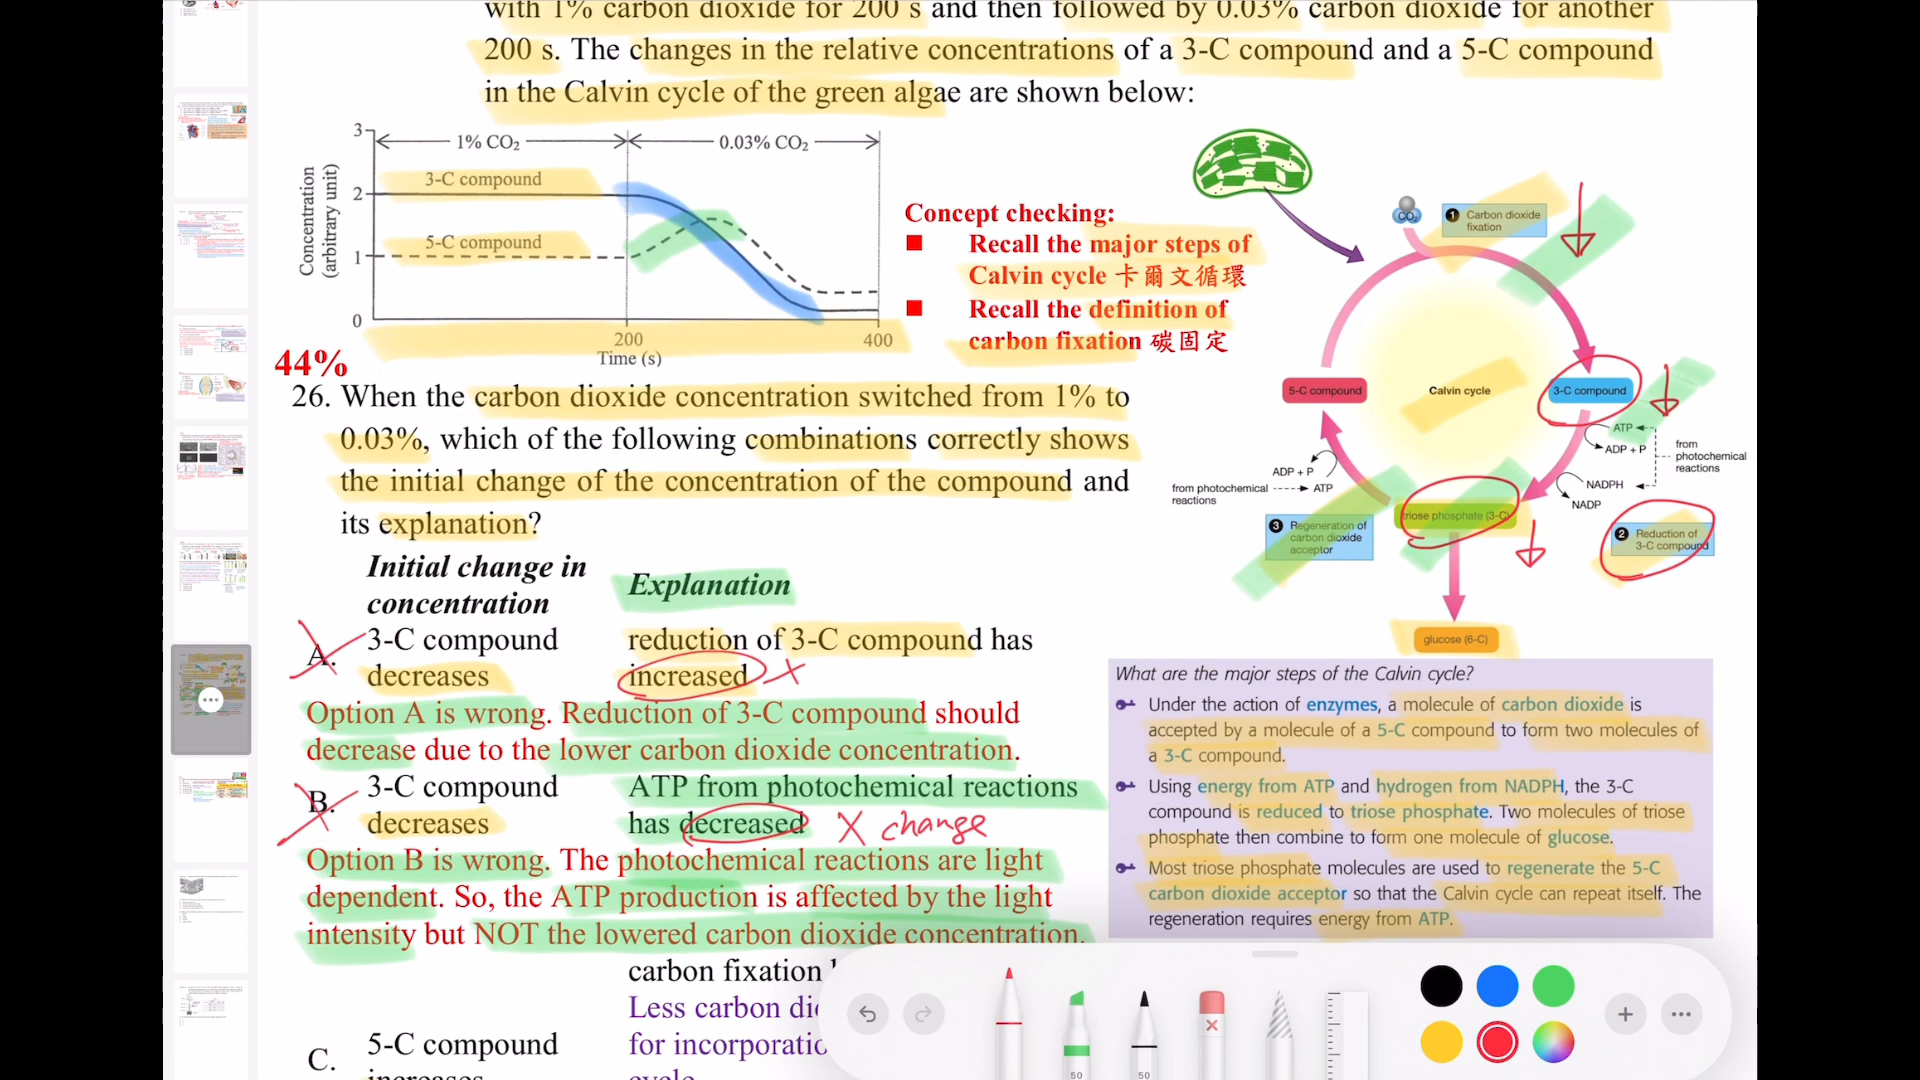 with 1% carbon dioxide for 200 s and then followed by 0.03% carbon dioxide for another
200 s. The changes in the relative concentrations of a 3-C compound and a 5-C compound
in the Calvin cycle of the green algae are shown below:
3
2
1
0
Concentration
(arbitrary unit)
1% CO₂
0.03% CO₂
3-C compound
5-C compound
200
400
Time (s)
Concept checking:
Recall the major steps of
Calvin cycle 卡爾文循環
Recall the definition of
carbon fixation 碳固定
CO₂
1 Carbon dioxide
fixation
5-C compound
Calvin cycle
3-C compound
ATP
ADP + P
from
photochemical
reactions
NADPH
NADP
ADP + P
from photochemical
reactions
ATP
triose phosphate (3-C)
3 Regeneration of
carbon dioxide
acceptor
2 Reduction of
3-C compound
glucose (6-C)
44%
26. When the carbon dioxide concentration switched from 1% to
0.03%, which of the following combinations correctly shows
the initial change of the concentration of the compound and
its explanation?
Initial change in
concentration
Explanation
A. 3-C compound
decreases
reduction of 3-C compound has
increased
Option A is wrong. Reduction of 3-C compound should
decrease due to the lower carbon dioxide concentration.
B. 3-C compound
decreases
ATP from photochemical reactions
has decreased X change
Option B is wrong. The photochemical reactions are light
dependent. So, the ATP production is affected by the light
intensity but NOT the lowered carbon dioxide concentration.
carbon fixation
Less carbon
for
C. 5-C compound
increases
cycle
What are the major steps of the Calvin cycle?
Under the action of enzymes, a molecule of carbon dioxide is
accepted by a molecule of a 5-C compound to form two molecules of
a 3-C compound.
Using energy from ATP and hydrogen from NADPH, the 3-C
compound is reduced to triose phosphate. Two molecules of triose
phosphate then combine to form one molecule of glucose.
Most triose phosphate molecules are used to regenerate the 5-C
carbon dioxide acceptor so that the Calvin cycle can repeat itself. The
regeneration requires energy from ATP.
50
50